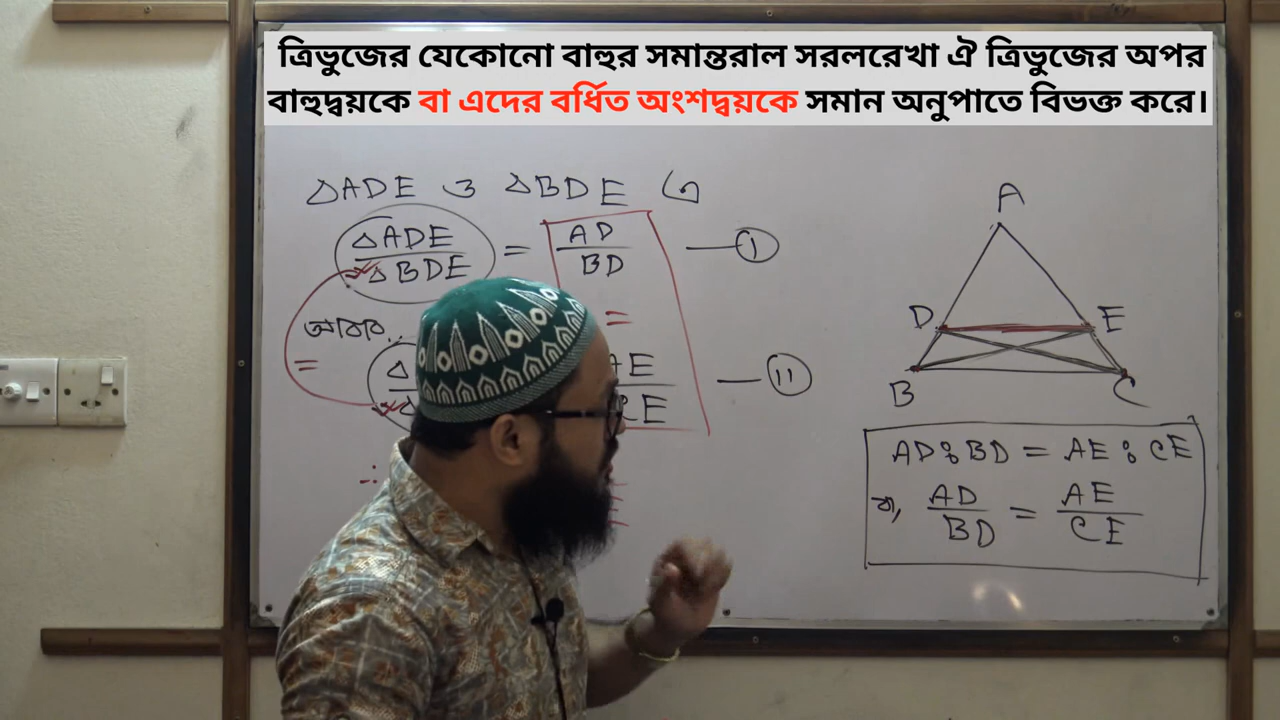 ত্রিভুজের যেকোনো বাহুর সমান্তরাল সরলরেখা ঐ ত্রিভুজের অপর
বাহুদ্বয়কে বা এদের বর্ধিত অংশদ্বয়কে সমান অনুপাতে বিভক্ত করে।
△ADE ও △BDE এ
△ADE = AD —— (I)
△BDE BD
আবার..
=
△ AE —— (II)
△ CE
=
∴
A
D E
B C
AD : BD = AE : CE
বা, AD = AE
BD CE